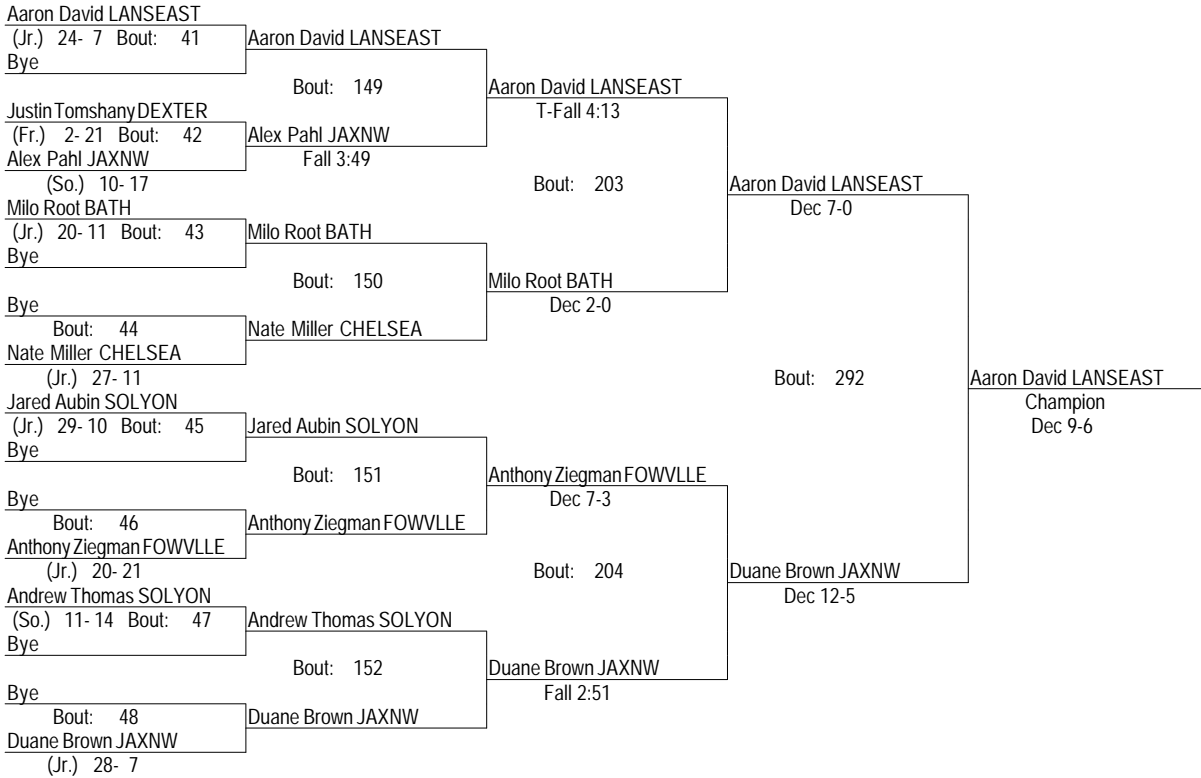 Aaron David LANSEAST
(Jr.) 24- 7 Bout: 41
Bye
Aaron David LANSEAST
Bout: 149
Justin Tomshany DEXTER
(Fr.) 2- 21 Bout: 42
Alex Pahl JAXNW
(So.) 10- 17
Alex Pahl JAXNW
Fall 3:49
Aaron David LANSEAST
T-Fall 4:13
Bout: 203
Milo Root BATH
(Jr.) 20- 11 Bout: 43
Bye
Milo Root BATH
Bout: 150
Bye
Bout: 44
Nate Miller CHELSEA
(Jr.) 27- 11
Nate Miller CHELSEA
Milo Root BATH
Dec 2-0
Aaron David LANSEAST
Dec 7-0
Bout: 292
Jared Aubin SOLYON
(Jr.) 29- 10 Bout: 45
Bye
Jared Aubin SOLYON
Bout: 151
Bye
Bout: 46
Anthony Ziegman FOWVLLE
(Jr.) 20- 21
Anthony Ziegman FOWVLLE
Anthony Ziegman FOWVLLE
Dec 7-3
Bout: 204
Andrew Thomas SOLYON
(So.) 11- 14 Bout: 47
Bye
Andrew Thomas SOLYON
Bout: 152
Bye
Bout: 48
Duane Brown JAXNW
(Jr.) 28- 7
Duane Brown JAXNW
Duane Brown JAXNW
Fall 2:51
Duane Brown JAXNW
Dec 12-5
Aaron David LANSEAST
Champion
Dec 9-6